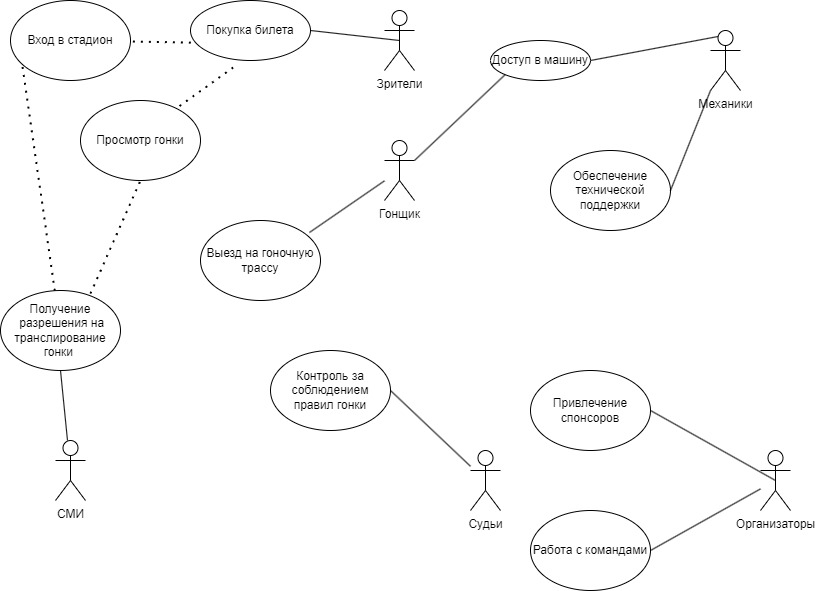 Вход в стадион
Покупка билета
Зрители
Доступ в машину
Механики
Просмотр гонки
Гонщик
Обеспечение
технической
поддержки
Выезд на гоночную
трассу
Получение
разрешения на
транслирование
гонки
Контроль за
соблюдением
правил гонки
Привлечение
спонсоров
СМИ
Судьи
Организаторы
Работа с командами